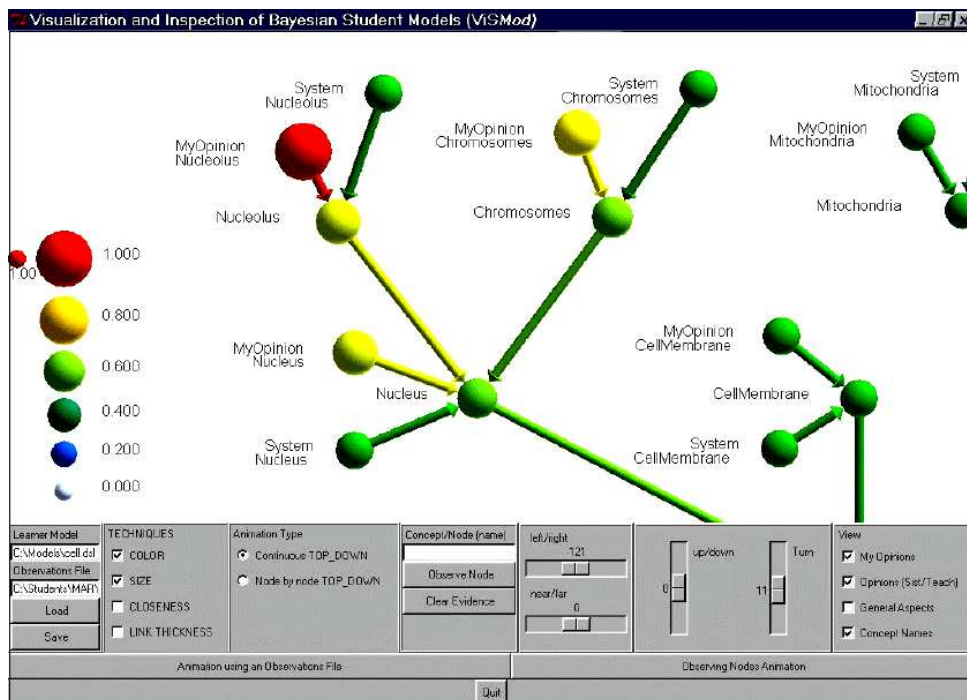 Visualization and Inspection of Bayesian Student Models (ViSMod)
System
Nucleolus
System
Chromosomes
System
Mitochondria
MyOpinion
Nucleolus
MyOpinion
Chromosomes
MyOpinion
Mitochondria
Nucleolus
Chromosomes
Mitochondria
1.00
1.000
0.800
0.600
0.400
0.200
0.000
MyOpinion
Nucleus
Nucleus
System
Nucleus
MyOpinion
CellMembrane
CellMembrane
System
CellMembrane
Learner Model
C:\Models\cell.dsl
Observations File
C:\Students\MARY
Load
Save
TECHNIQUES
COLOR
SIZE
CLOSENESS
LINK THICKNESS
Animation Type
Continuous TOP_DOWN
Node by node TOP_DOWN
Concept/Node (name)
Observe Node
Clear Evidence
left/right
-121
near/far
0
up/down
0
Turn
11
View
My Opinions
Opinions (Sist/Teach)
General Aspects
Concept Names
Animation using an Observations File
Observing Nodes Animation
Quit